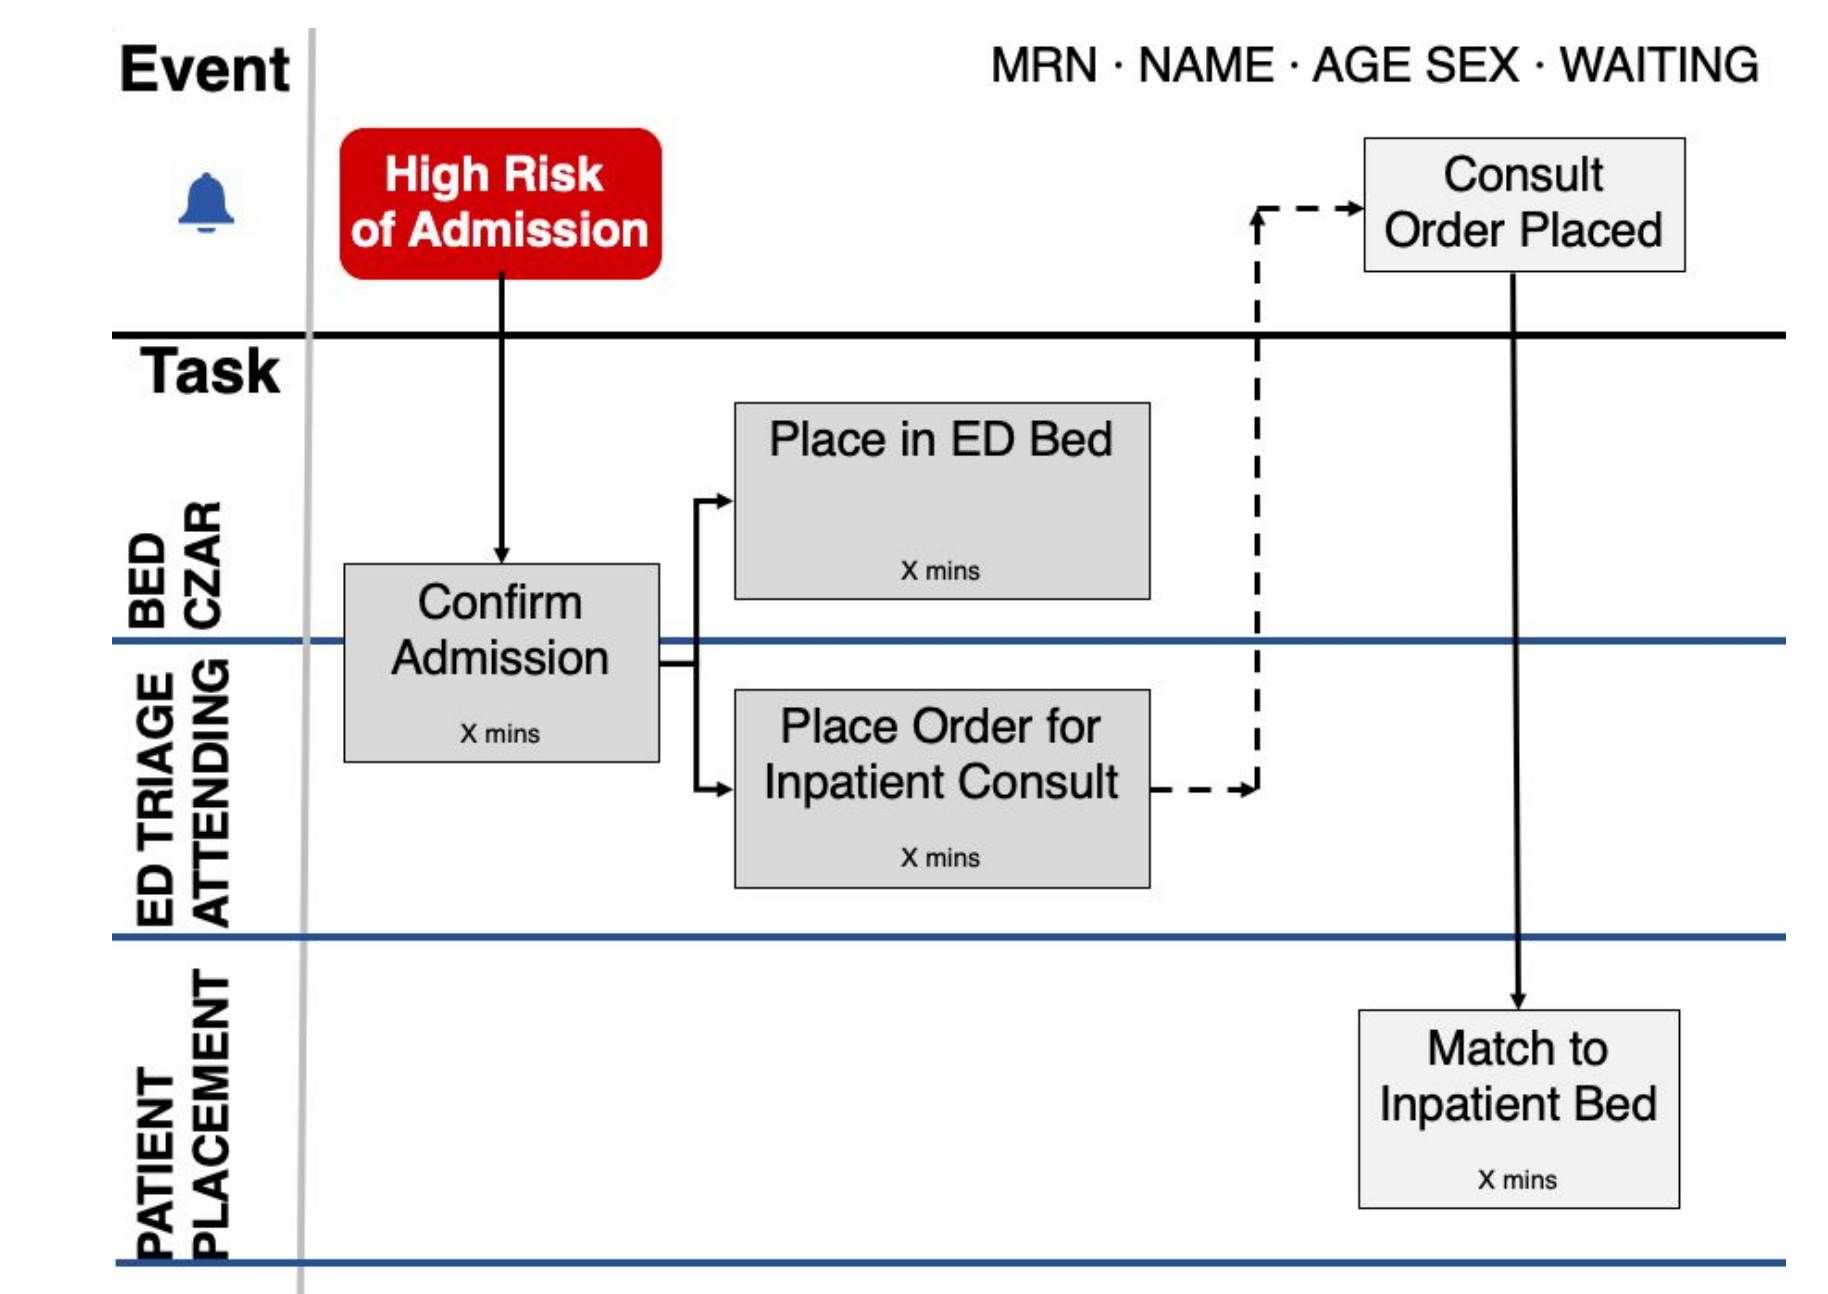 Event
MRN · NAME · AGE SEX · WAITING
High Risk
of Admission
Consult
Order Placed
Task
BED
CZAR
Place in ED Bed
X mins
Confirm
Admission
X mins
ED TRIAGE
ATTENDING
Place Order for
Inpatient Consult
X mins
PATIENT
PLACEMENT
Match to
Inpatient Bed
X mins